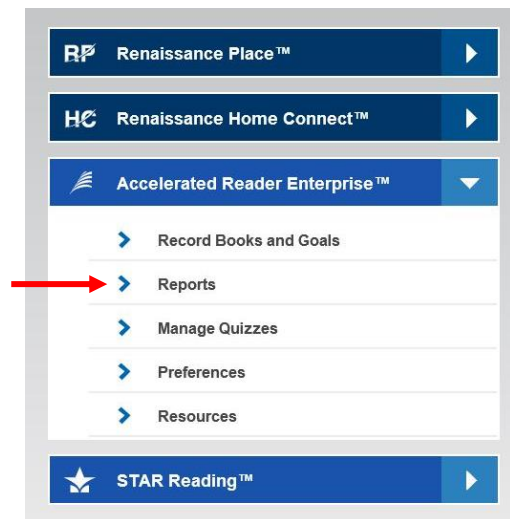 RP Renaissance Place™
HC Renaissance Home Connect™
Accelerated Reader Enterprise™
Record Books and Goals
Reports
Manage Quizzes
Preferences
Resources
STAR Reading™